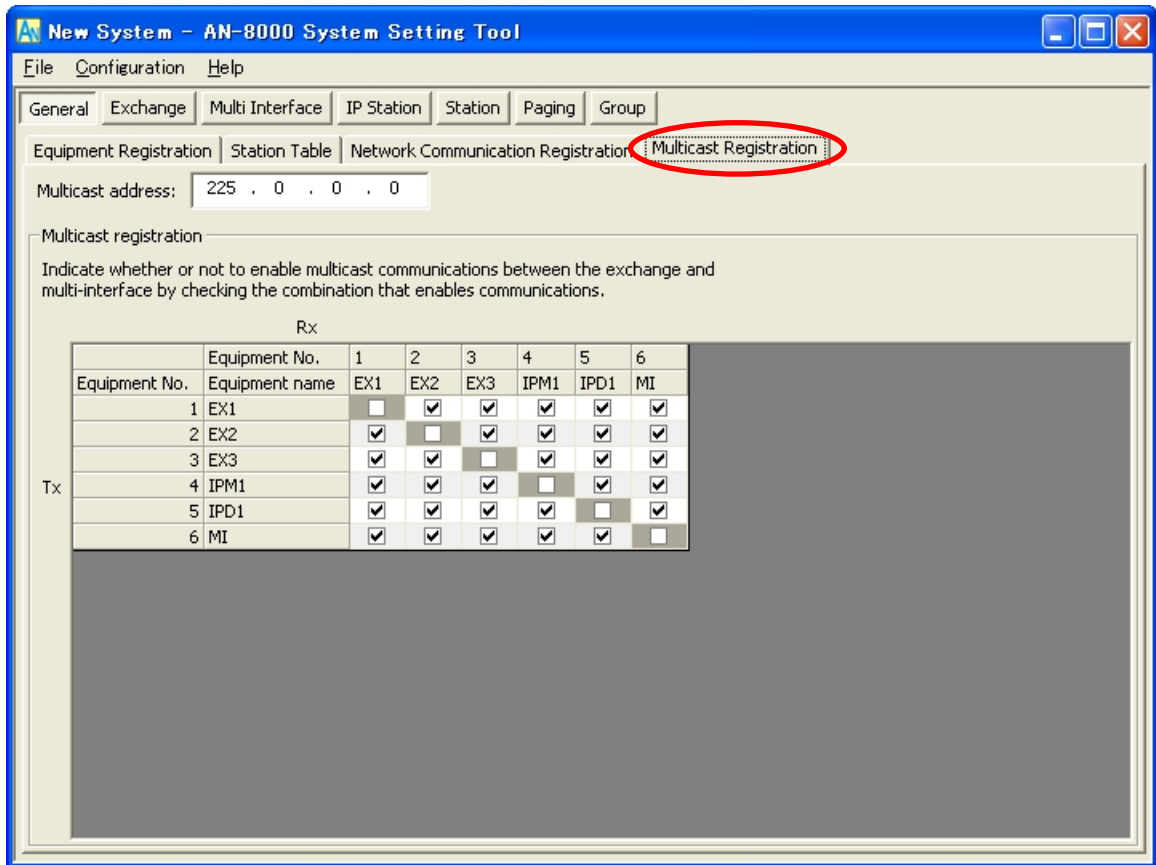 New System - AN-8000 System Setting Tool
File Configuration Help
General Exchange Multi Interface IP Station Station Paging Group
Equipment Registration Station Table Network Communication Registration Multicast Registration
Multicast address: 225 . 0 . 0 . 0
Multicast registration
Indicate whether or not to enable multicast communications between the exchange and
multi-interface by checking the combination that enables communications.
Rx
Equipment No. 1 2 3 4 5 6
Equipment No. Equipment name EX1 EX2 EX3 IPM1 IPD1 MI
1 EX1
2 EX2
3 EX3
Tx 4 IPM1
5 IPD1
6 MI